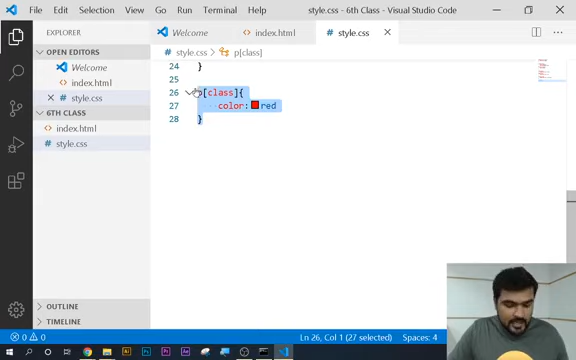 File Edit Selection View Go Run Terminal Help style.css - 6th Class - Visual Studio Code
EXPLORER
Welcome index.html # style.css
# style.css > p[class]
OPEN EDITORS
Welcome
index.html
# style.css
6TH CLASS
index.html
# style.css
24 }
25
26 p[class]{
27 color: red
28 }
OUTLINE
TIMELINE
0 0 Ln 26, Col 1 (27 selected) Spaces: 4